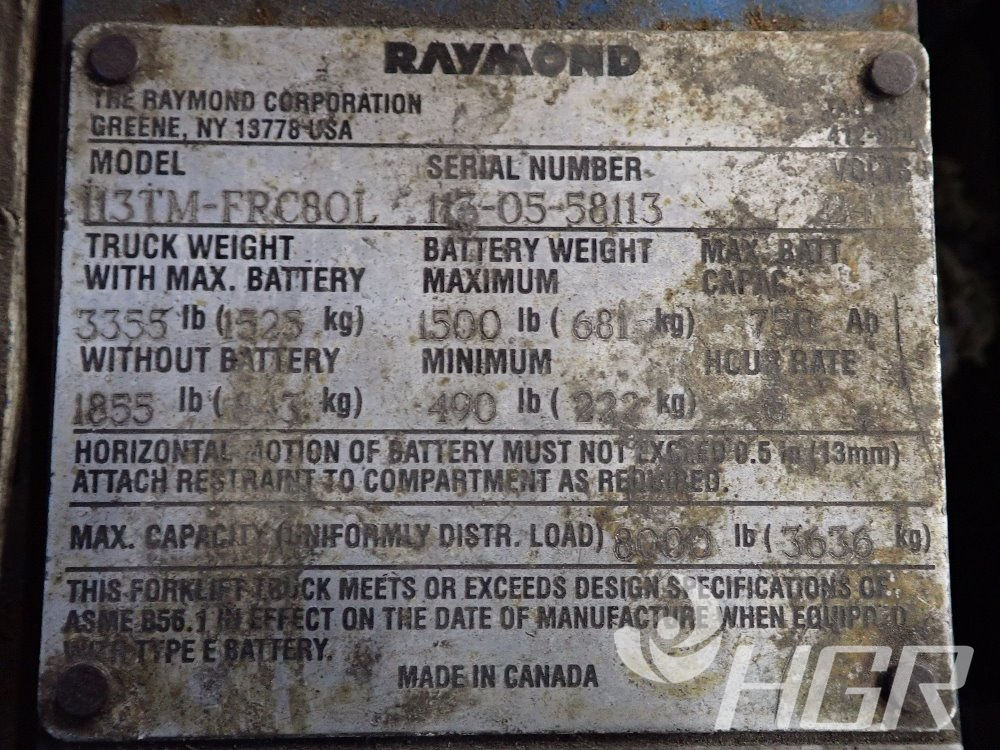 RAYMOND
THE RAYMOND CORPORATION
GREENE, NY 13778 USA
MODEL SERIAL NUMBER VOLTS
113TM-FRC80L 113-05-58113
TRUCK WEIGHT BATTERY WEIGHT MAX. BATT
WITH MAX. BATTERY MAXIMUM CAPAC.
3355 lb (1525 kg) 1500 lb (681 kg) 750 Ah
WITHOUT BATTERY MINIMUM HOUR RATE
1855 lb (843 kg) 490 lb (222 kg)
HORIZONTAL MOTION OF BATTERY MUST NOT EXCEED 0.5 in (13mm)
ATTACH RESTRAINT TO COMPARTMENT AS REQUIRED.
MAX. CAPACITY (UNIFORMLY DISTR. LOAD) 8000 lb (3636 kg)
THIS FORKLIFT TRUCK MEETS OR EXCEEDS DESIGN SPECIFICATIONS OF
ASME B56.1 IN EFFECT ON THE DATE OF MANUFACTURE WHEN EQUIPPED
WITH TYPE E BATTERY.
MADE IN CANADA
HGR